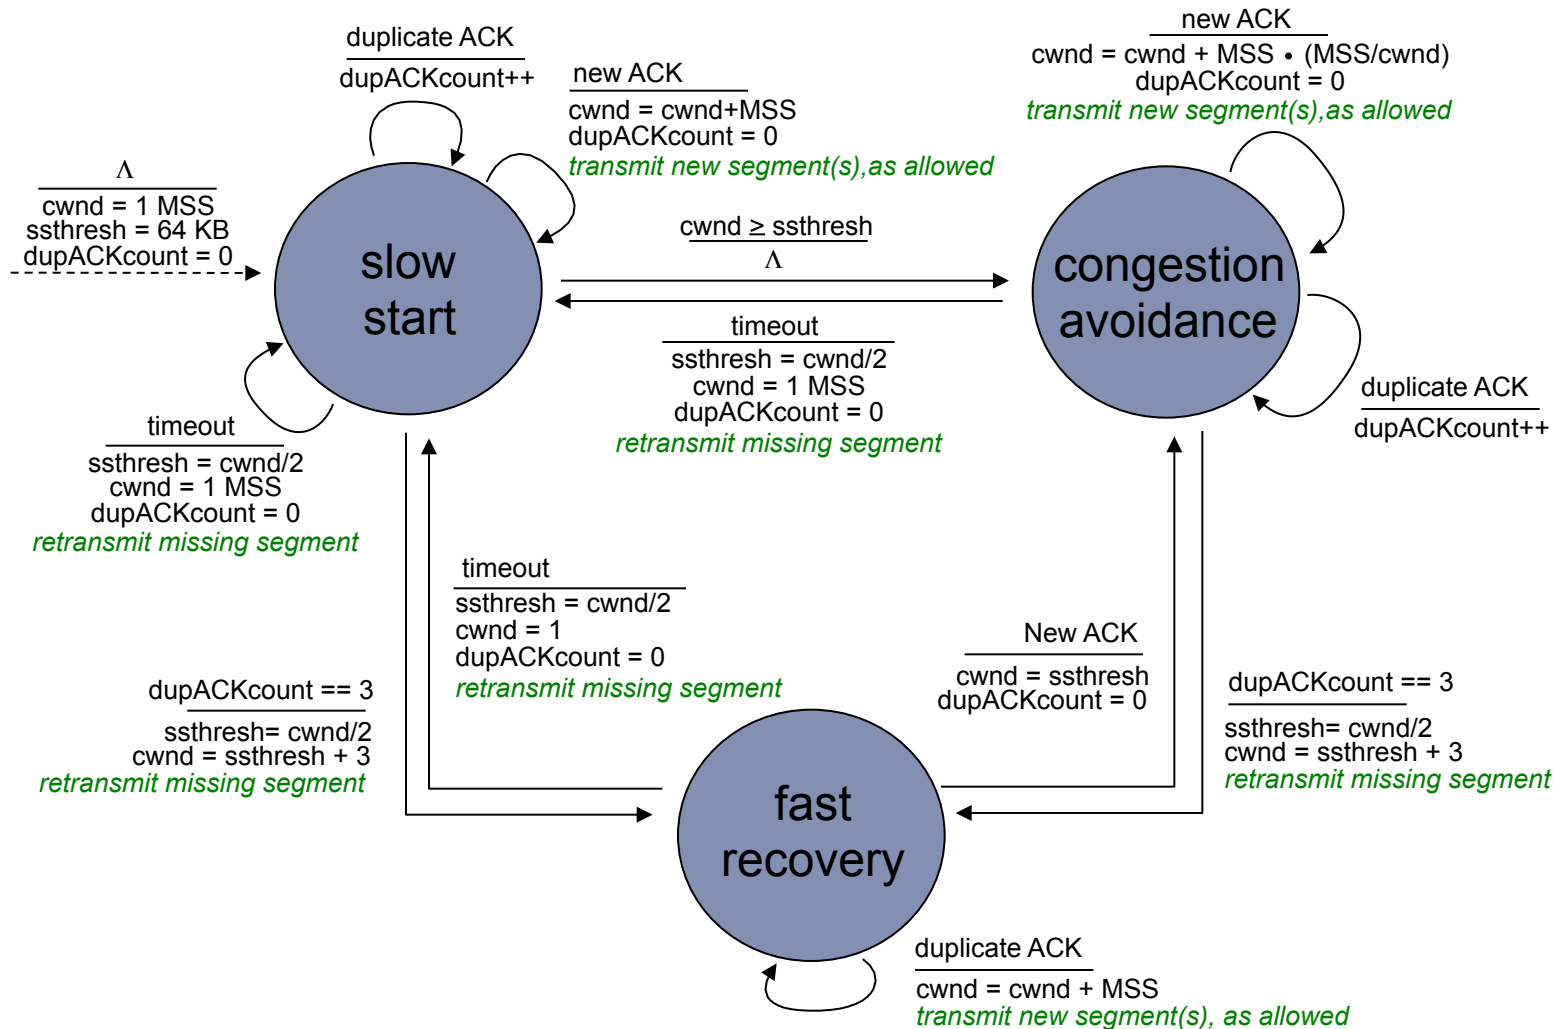 duplicate ACK
dupACKcount++
new ACK
cwnd = cwnd+MSS
dupACKcount = 0
transmit new segment(s),as allowed
new ACK
cwnd = cwnd + MSS • (MSS/cwnd)
dupACKcount = 0
transmit new segment(s),as allowed
Λ
cwnd = 1 MSS
ssthresh = 64 KB
dupACKcount = 0
slow
start
cwnd ≥ ssthresh
Λ
congestion
avoidance
timeout
ssthresh = cwnd/2
cwnd = 1 MSS
dupACKcount = 0
retransmit missing segment
duplicate ACK
dupACKcount++
timeout
ssthresh = cwnd/2
cwnd = 1 MSS
dupACKcount = 0
retransmit missing segment
timeout
ssthresh = cwnd/2
cwnd = 1
dupACKcount = 0
retransmit missing segment
New ACK
cwnd = ssthresh
dupACKcount = 0
dupACKcount == 3
ssthresh= cwnd/2
cwnd = ssthresh + 3
retransmit missing segment
dupACKcount == 3
ssthresh= cwnd/2
cwnd = ssthresh + 3
retransmit missing segment
fast
recovery
duplicate ACK
cwnd = cwnd + MSS
transmit new segment(s), as allowed